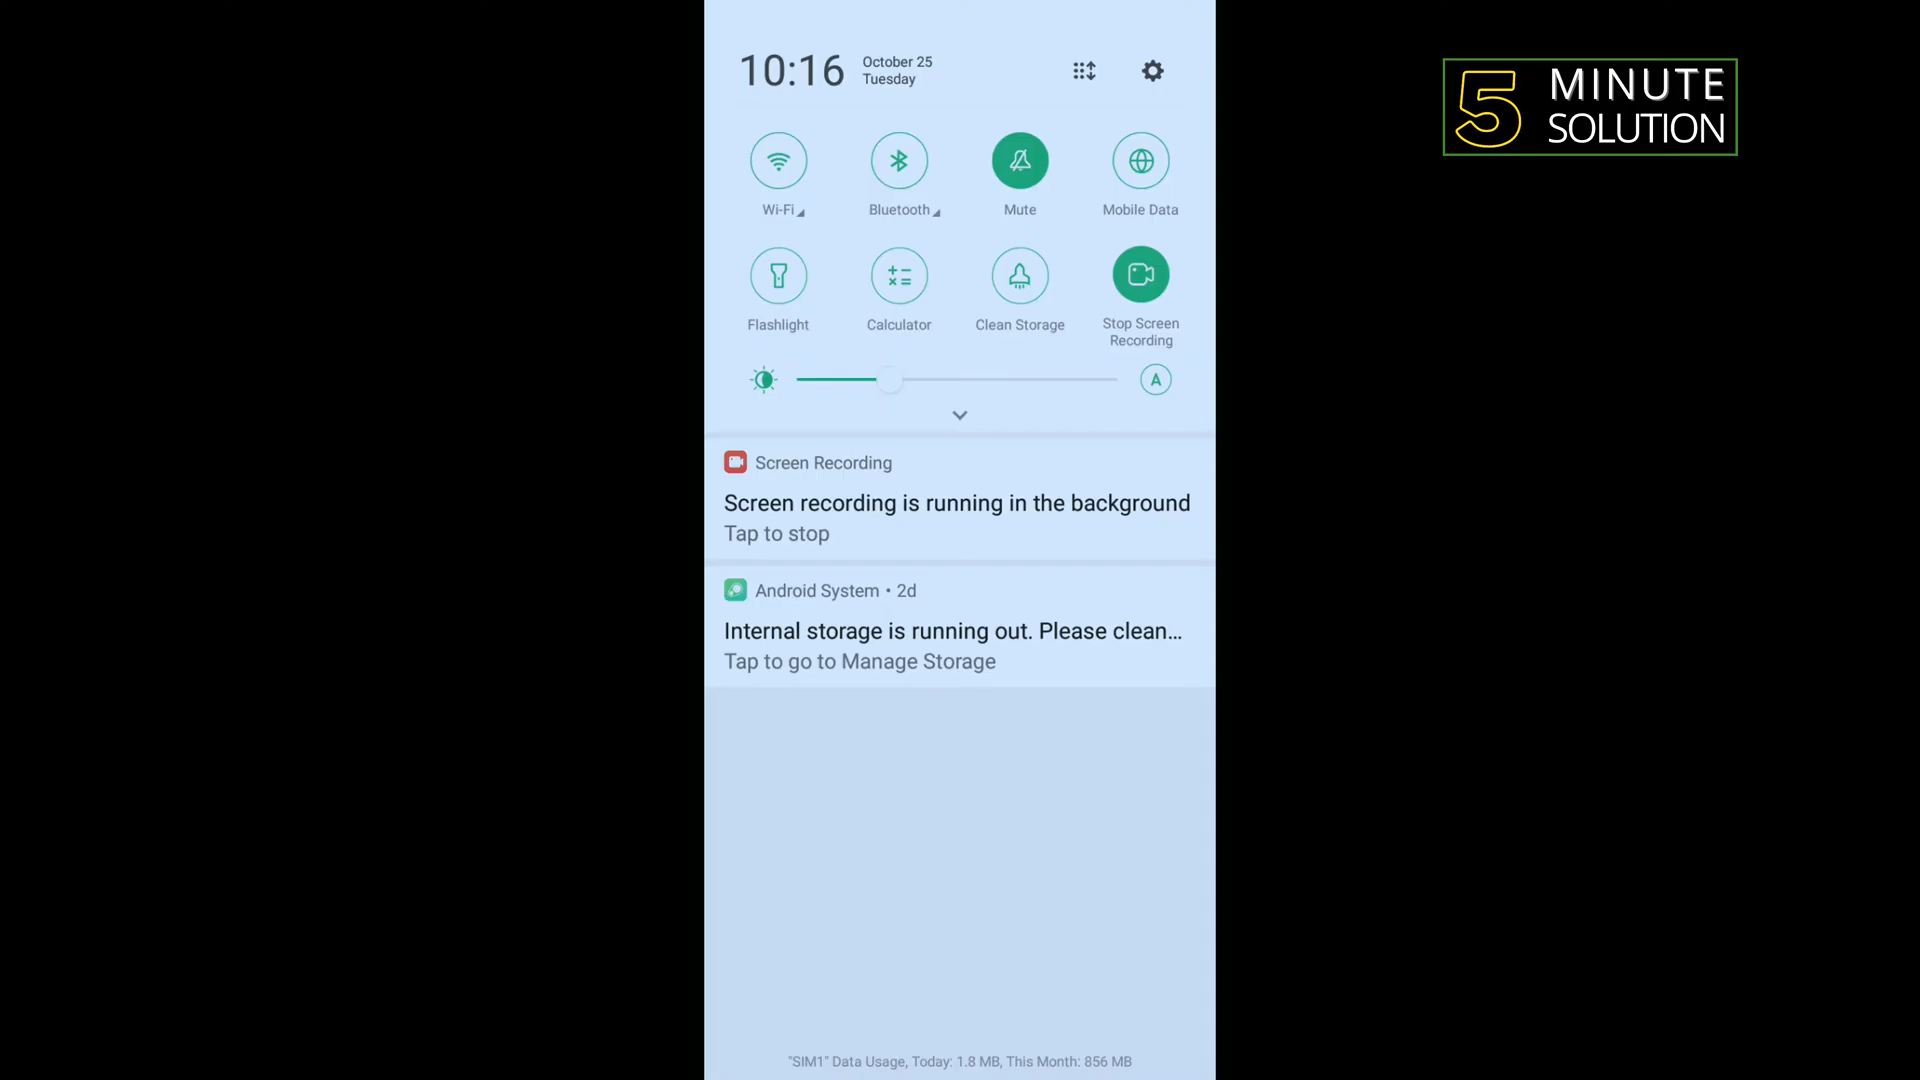 10:16
October 25
Tuesday
5 MINUTE
SOLUTION
Wi-Fi
Bluetooth
Mute
Mobile Data
Flashlight
Calculator
Clean Storage
Stop Screen
Recording
A
Screen Recording
Screen recording is running in the background
Tap to stop
Android System • 2d
Internal storage is running out. Please clean...
Tap to go to Manage Storage
"SIM1" Data Usage, Today: 1.8 MB, This Month: 856 MB